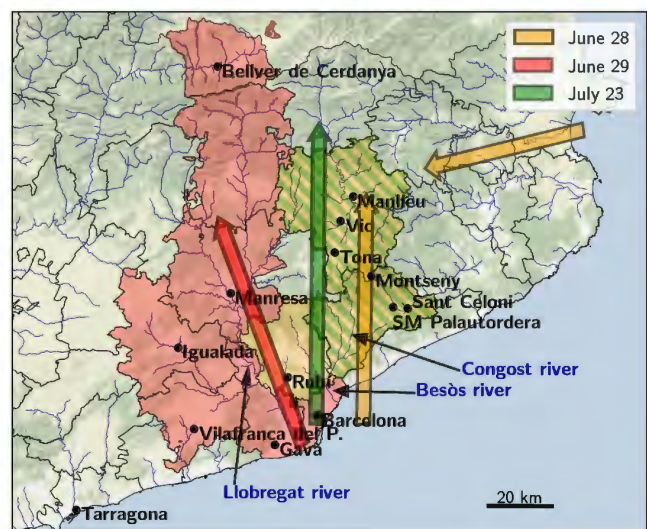 June 28
June 29
July 23
Bellver de Cerdanya
Manlleu
Vic
Tona
Montseny
Manresa
Sant Celoni
SM Palautordera
Igualada
Congost river
Rubí
Besòs river
Barcelona
Vilafranca del P.
Gavà
Llobregat river
20 km
Tarragona